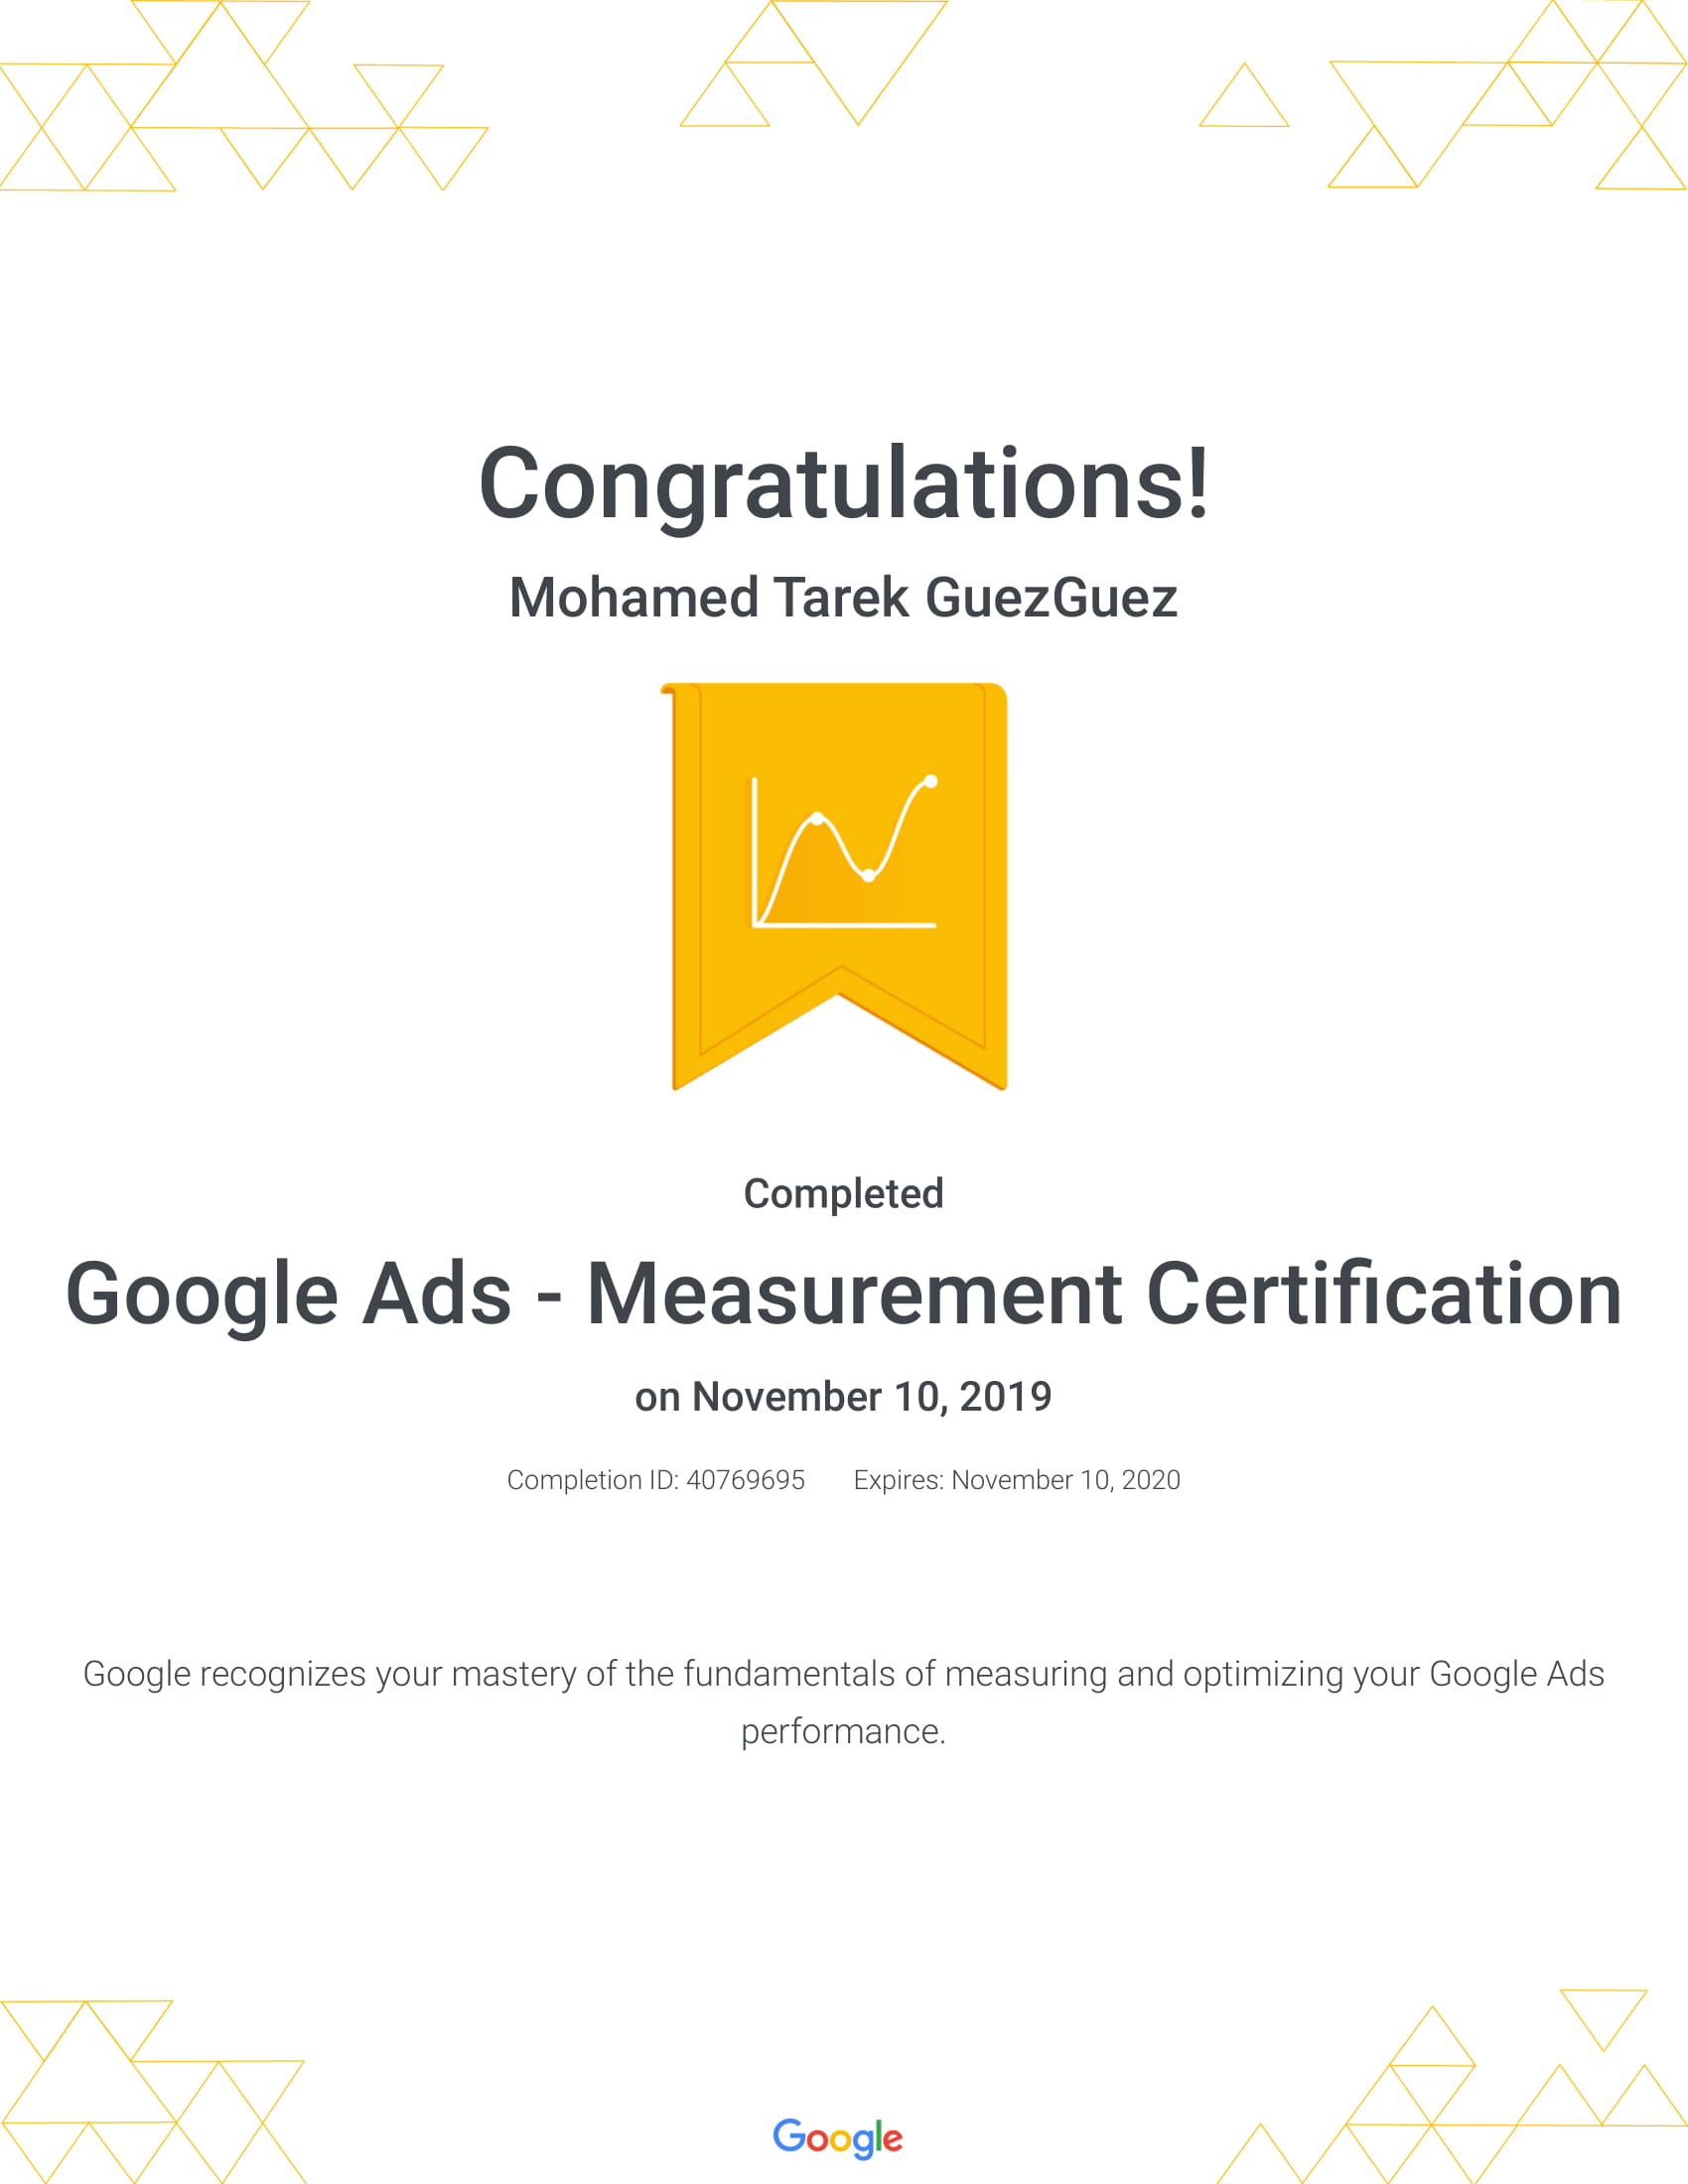 Congratulations!
Mohamed Tarek GuezGuez
Completed
Google Ads - Measurement Certification
on November 10, 2019
Completion ID: 40769695 Expires: November 10, 2020
Google recognizes your mastery of the fundamentals of measuring and optimizing your Google Ads
performance.
Google